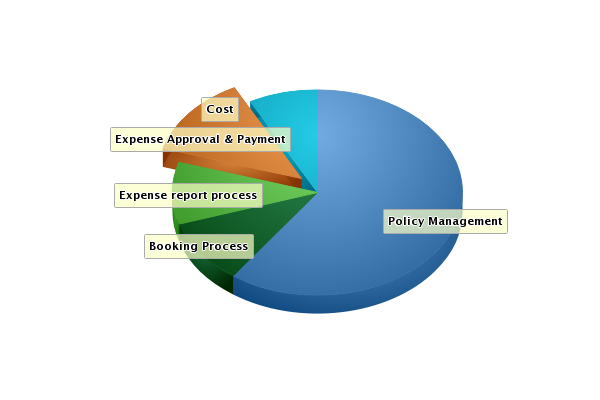 Cost
Expense Approval & Payment
Expense report process
Policy Management
Booking Process